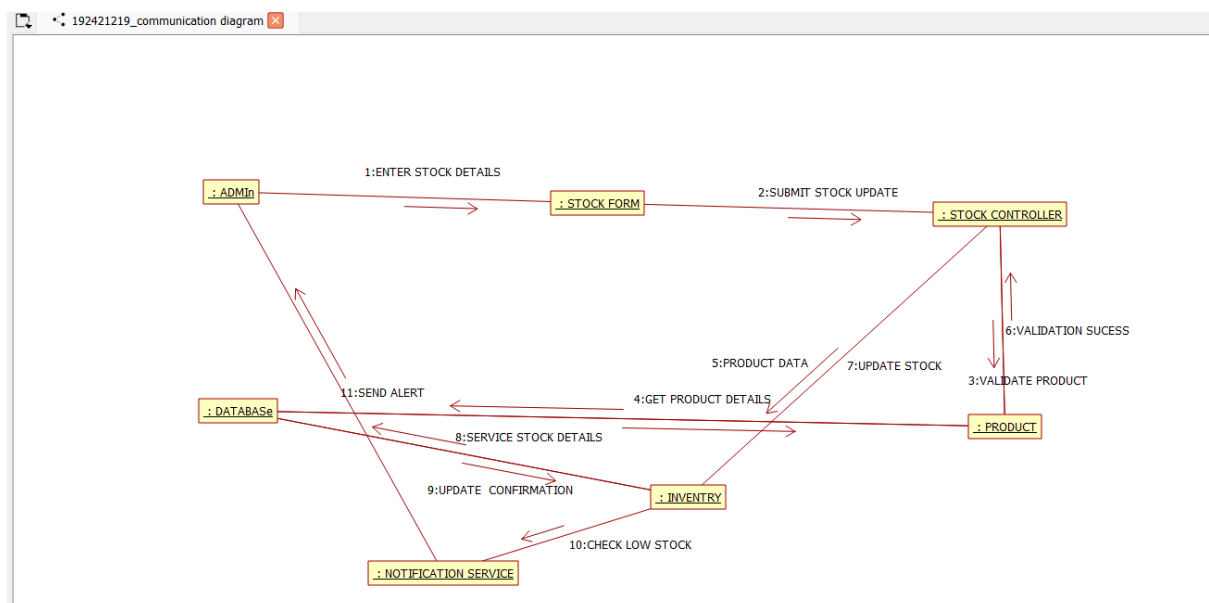 192421219_communication diagram
1:ENTER STOCK DETAILS
: ADMIn
2:SUBMIT STOCK UPDATE
: STOCK FORM
: STOCK CONTROLLER
6:VALIDATION SUCESS
5:PRODUCT DATA
7:UPDATE STOCK
3:VALIDATE PRODUCT
11:SEND ALERT
4:GET PRODUCT DETAILS
: DATABASe
: PRODUCT
8:SERVICE STOCK DETAILS
9:UPDATE CONFIRMATION
: INVENTRY
10:CHECK LOW STOCK
: NOTIFICATION SERVICE